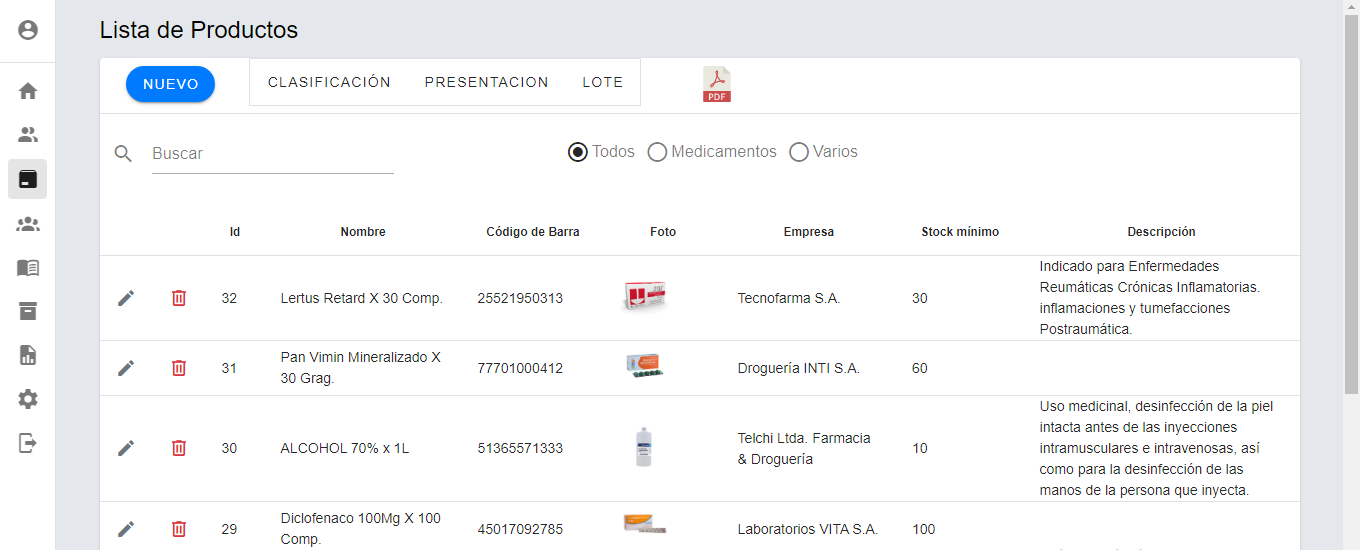 Lista de Productos
NUEVO
CLASIFICACIÓN PRESENTACION LOTE
PDF
Buscar
Todos Medicamentos Varios
Id Nombre Código de Barra Foto Empresa Stock mínimo Descripción
32 Lertus Retard X 30 Comp. 25521950313 Tecnofarma S.A. 30
Indicado para Enfermedades
Reumáticas Crónicas Inflamatorias.
inflamaciones y tumefacciones
Postraumática.
31
Pan Vimin Mineralizado X
30 Grag.
77701000412 Droguería INTI S.A. 60
30 ALCOHOL 70% x 1L 51365571333
Telchi Ltda. Farmacia
& Droguería
10
Uso medicinal, desinfección de la piel
intacta antes de las inyecciones
intramusculares e intravenosas, así
como para la desinfección de las
manos de la persona que inyecta.
29
Diclofenaco 100Mg X 100
Comp.
45017092785 Laboratorios VITA S.A. 100